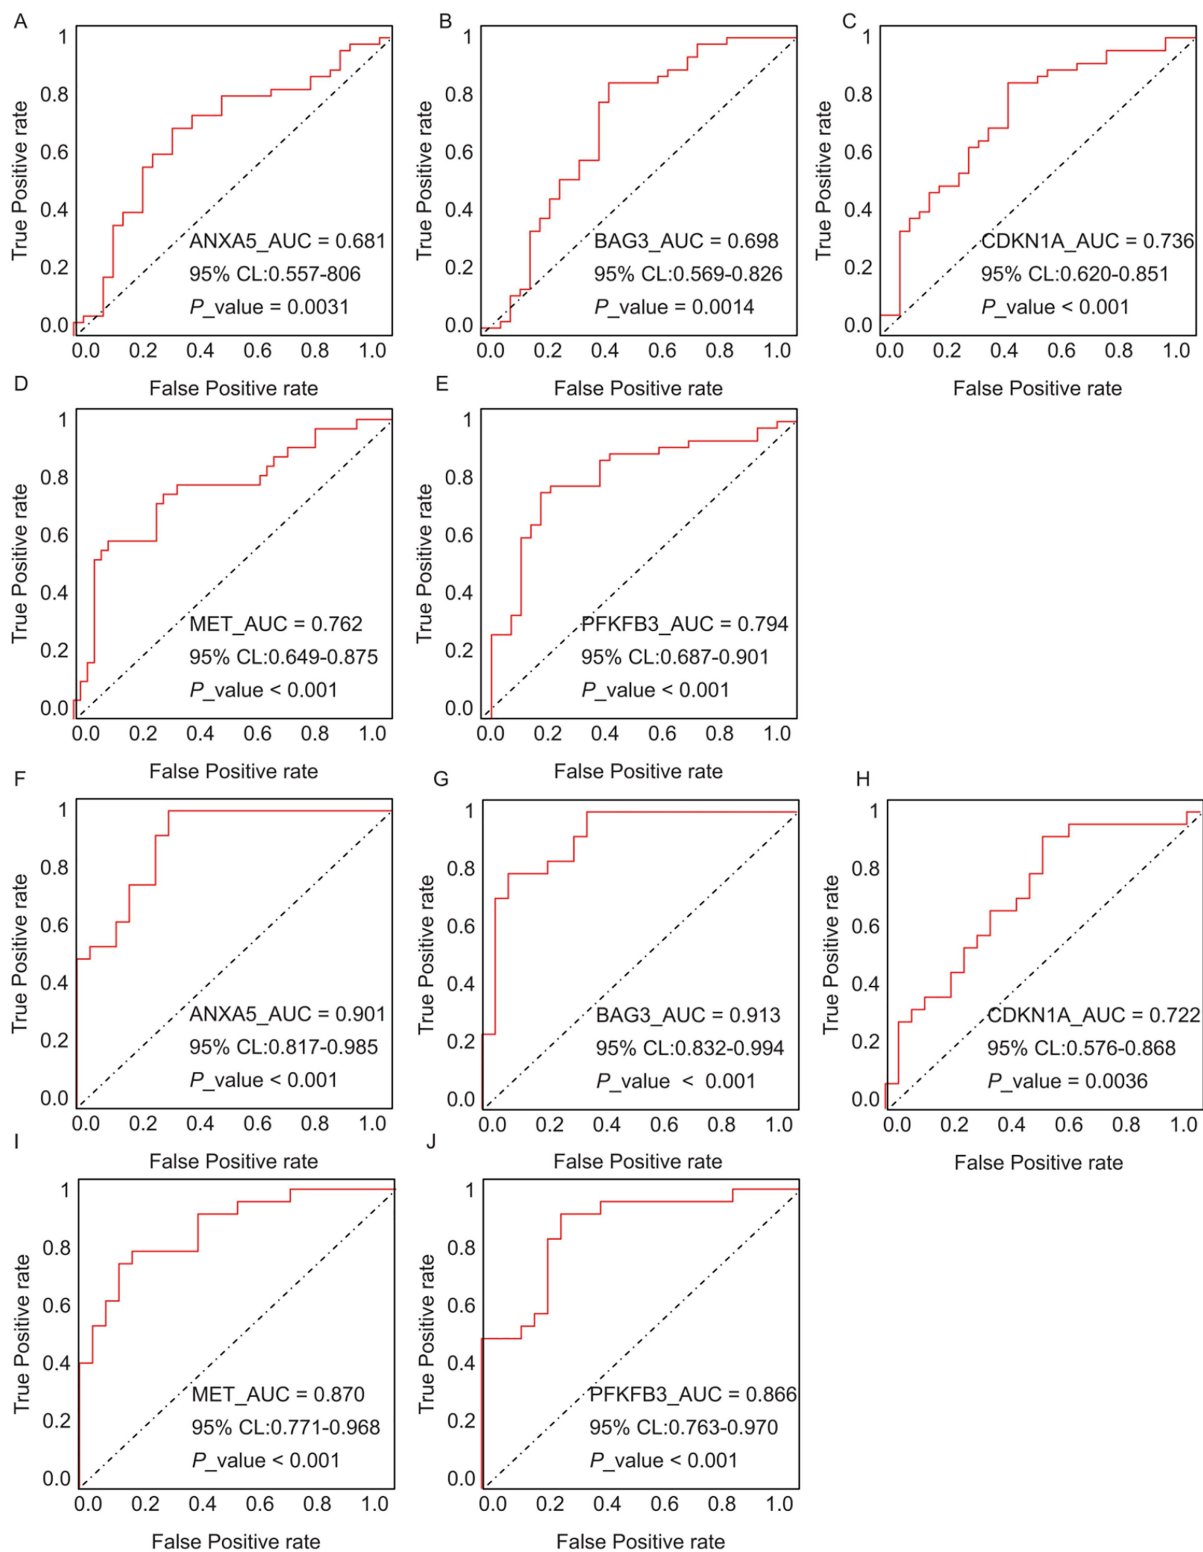 A
True Positive rate
1
0.8
0.6
0.4
0.2
0.0
ANXA5_AUC = 0.681
95% CL:0.557-806
P_value = 0.0031
0.0 0.2 0.4 0.6 0.8 1.0
False Positive rate
B
True Positive rate
1
0.8
0.6
0.4
0.2
0.0
BAG3_AUC = 0.698
95% CL:0.569-0.826
P_value = 0.0014
0.0 0.2 0.4 0.6 0.8 1.0
False Positive rate
C
True Positive rate
1
0.8
0.6
0.4
0.2
0.0
CDKN1A_AUC = 0.736
95% CL:0.620-0.851
P_value < 0.001
0.0 0.2 0.4 0.6 0.8 1.0
False Positive rate
D
True Positive rate
1
0.8
0.6
0.4
0.2
0.0
MET_AUC = 0.762
95% CL:0.649-0.875
P_value < 0.001
0.0 0.2 0.4 0.6 0.8 1.0
False Positive rate
E
True Positive rate
1
0.8
0.6
0.4
0.2
0.0
PFKFB3_AUC = 0.794
95% CL:0.687-0.901
P_value < 0.001
0.0 0.2 0.4 0.6 0.8 1.0
False Positive rate
F
True Positive rate
1
0.8
0.6
0.4
0.2
0.0
ANXA5_AUC = 0.901
95% CL:0.817-0.985
P_value < 0.001
0.0 0.2 0.4 0.6 0.8 1.0
False Positive rate
G
True Positive rate
1
0.8
0.6
0.4
0.2
0.0
BAG3_AUC = 0.913
95% CL:0.832-0.994
P_value < 0.001
0.0 0.2 0.4 0.6 0.8 1.0
False Positive rate
H
True Positive rate
1
0.8
0.6
0.4
0.2
0.0
CDKN1A_AUC = 0.722
95% CL:0.576-0.868
P_value = 0.0036
0.0 0.2 0.4 0.6 0.8 1.0
False Positive rate
I
True Positive rate
1
0.8
0.6
0.4
0.2
0.0
MET_AUC = 0.870
95% CL:0.771-0.968
P_value < 0.001
0.0 0.2 0.4 0.6 0.8 1.0
False Positive rate
J
True Positive rate
1
0.8
0.6
0.4
0.2
0.0
PFKFB3_AUC = 0.866
95% CL:0.763-0.970
P_value < 0.001
0.0 0.2 0.4 0.6 0.8 1.0
False Positive rate